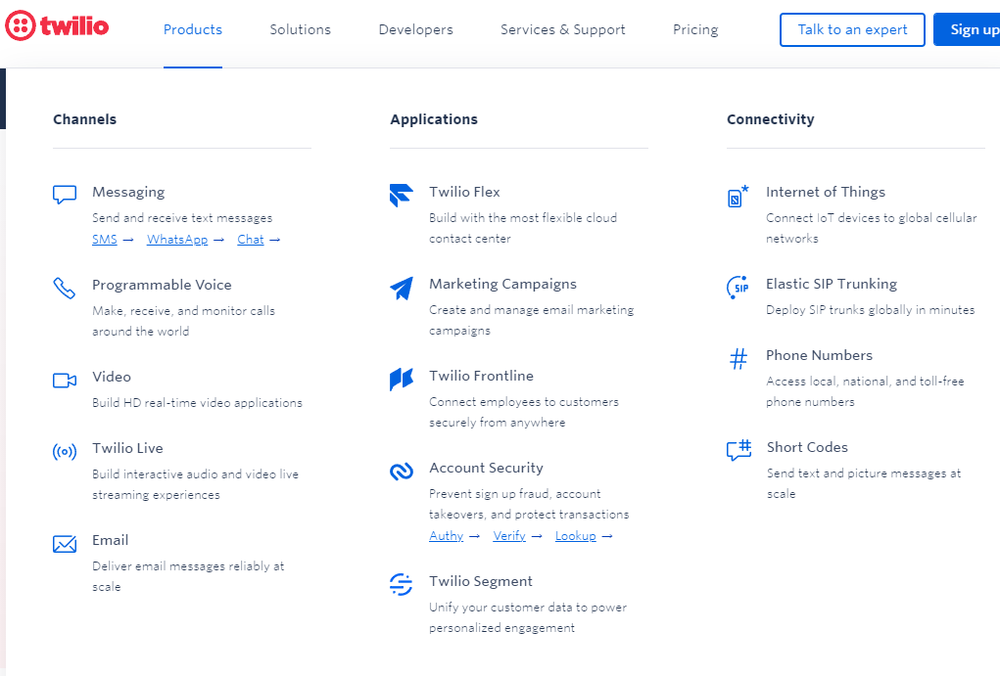 twilio
Products
Solutions
Developers
Services & Support
Pricing
Talk to an expert
Sign up
Channels
Messaging
Send and receive text messages
SMS → WhatsApp → Chat →
Programmable Voice
Make, receive, and monitor calls
around the world
Video
Build HD real-time video applications
Twilio Live
Build interactive audio and video live
streaming experiences
Email
Deliver email messages reliably at
scale
Applications
Twilio Flex
Build with the most flexible cloud
contact center
Marketing Campaigns
Create and manage email marketing
campaigns
Twilio Frontline
Connect employees to customers
securely from anywhere
Account Security
Prevent sign up fraud, account
takeovers, and protect transactions
Authy → Verify → Lookup →
Twilio Segment
Unify your customer data to power
personalized engagement
Connectivity
Internet of Things
Connect IoT devices to global cellular
networks
SIP
Elastic SIP Trunking
Deploy SIP trunks globally in minutes
Phone Numbers
Access local, national, and toll-free
phone numbers
Short Codes
Send text and picture messages at
scale